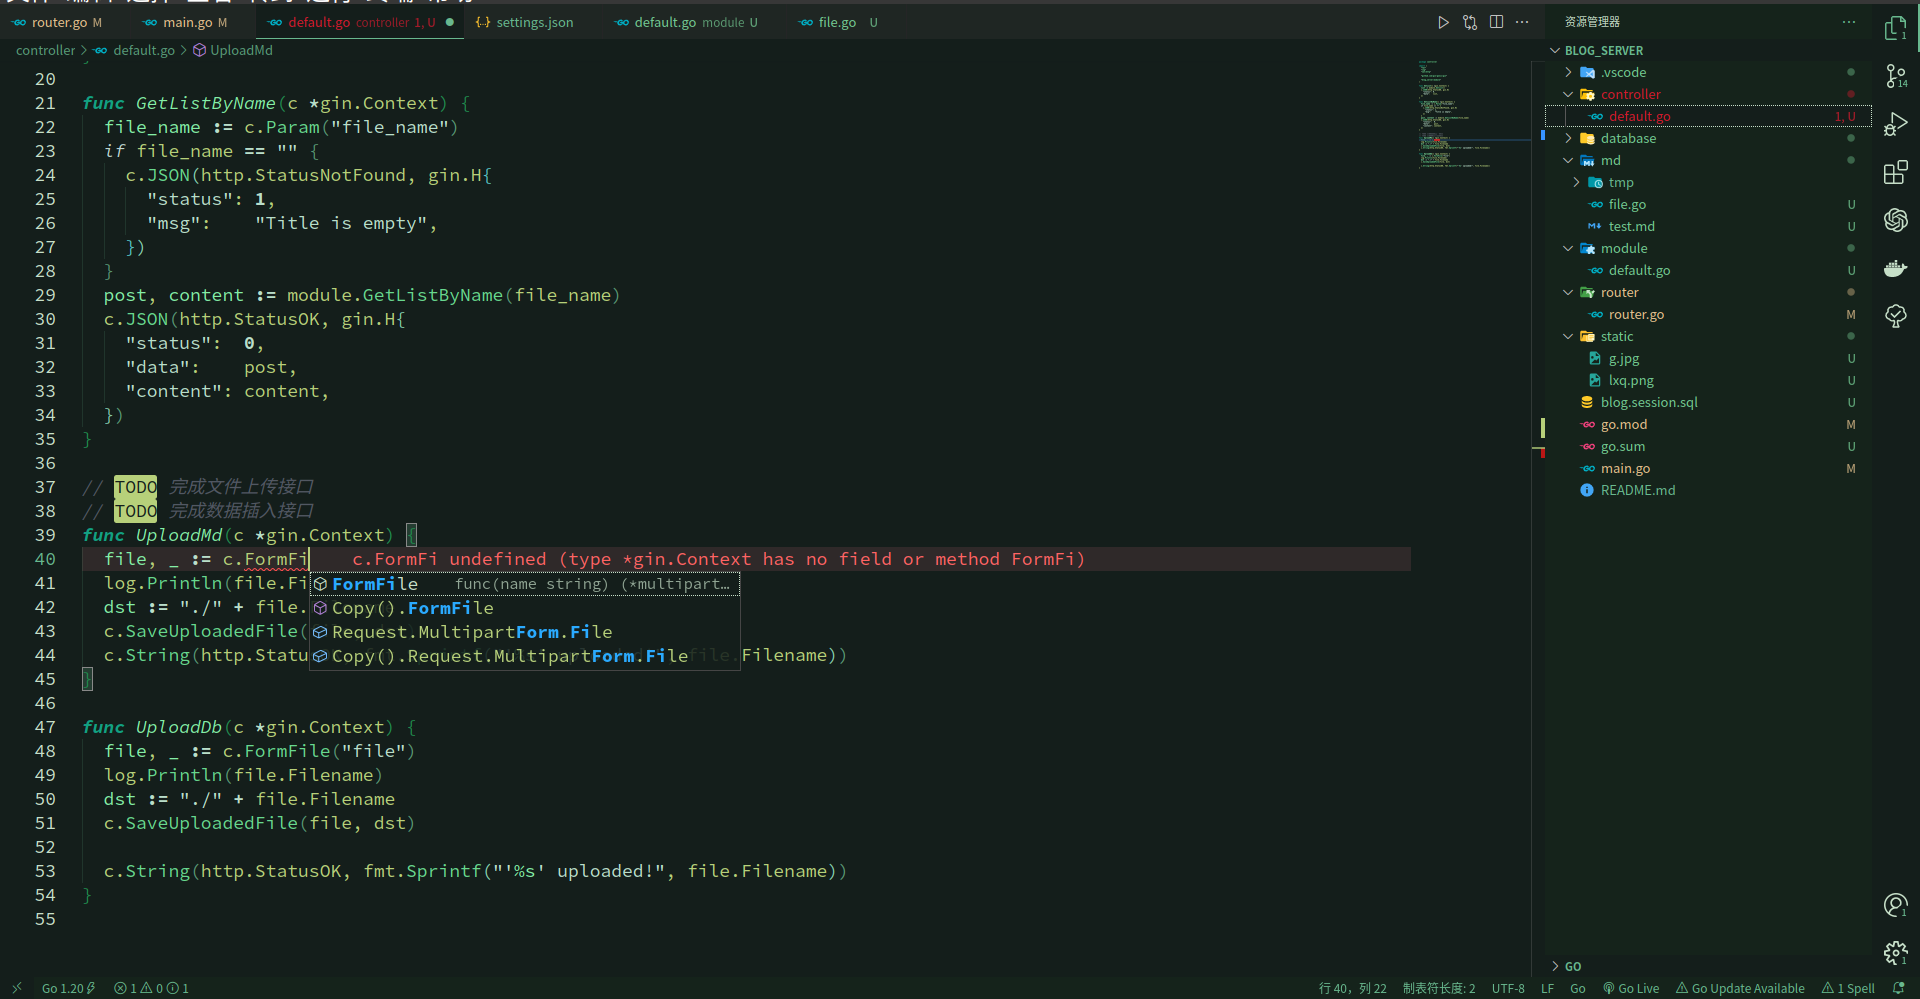 router.go M
main.go M
default.go controller 1, U
settings.json
default.go module U
file.go U
资源管理器
controller > default.go > UploadMd
20
21 func GetListByName(c *gin.Context) {
22 file_name := c.Param("file_name")
23 if file_name == "" {
24 c.JSON(http.StatusNotFound, gin.H{
25 "status": 1,
26 "msg": "Title is empty",
27 })
28 }
29 post, content := module.GetListByName(file_name)
30 c.JSON(http.StatusOK, gin.H{
31 "status": 0,
32 "data": post,
33 "content": content,
34 })
35 }
36
37 // TODO 完成文件上传接口
38 // TODO 完成数据插入接口
39 func UploadMd(c *gin.Context) {
40 file, _ := c.FormFi c.FormFi undefined (type *gin.Context has no field or method FormFi)
41 log.Println(file.Fi
FormFile func(name string) (*multipart…
42 dst := "./" + file.
Copy().FormFile
43 c.SaveUploadedFile(
Request.MultipartForm.File
44 c.String(http.Statu
Copy().Request.MultipartForm.File
file.Filename))
45 }
46
47 func UploadDb(c *gin.Context) {
48 file, _ := c.FormFile("file")
49 log.Println(file.Filename)
50 dst := "./" + file.Filename
51 c.SaveUploadedFile(file, dst)
52
53 c.String(http.StatusOK, fmt.Sprintf("'%s' uploaded!", file.Filename))
54 }
55
BLOG_SERVER
.vscode
controller
default.go 1, U
database
md
tmp
file.go U
test.md U
module
default.go U
router
router.go M
static
g.jpg U
lxq.png U
blog.session.sql U
go.mod M
go.sum U
main.go M
README.md
GO
1
14
1
1
Go 1.20
1 0 1
行 40，列 22
制表符长度: 2
UTF-8
LF
Go
Go Live
Go Update Available
1 Spell